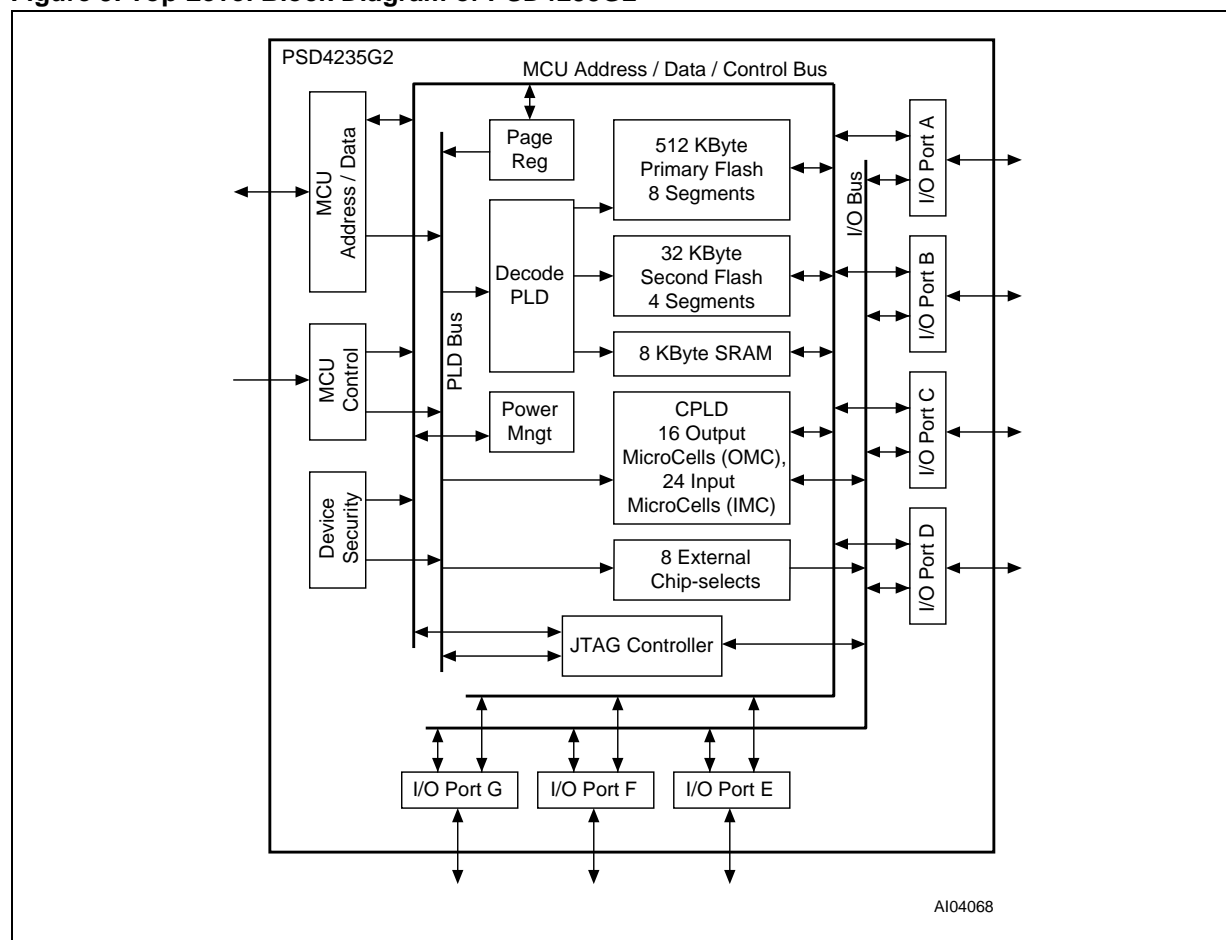 PSD4235G2
MCU Address / Data / Control Bus
MCU
Address / Data
MCU
Control
Device
Security
PLD Bus
Page
Reg
Decode
PLD
Power
Mngt
512 KByte
Primary Flash
8 Segments
32 KByte
Second Flash
4 Segments
8 KByte SRAM
CPLD
16 Output
MicroCells (OMC),
24 Input
MicroCells (IMC)
8 External
Chip-selects
JTAG Controller
I/O Bus
I/O Port A
I/O Port B
I/O Port C
I/O Port D
I/O Port G
I/O Port F
I/O Port E
AI04068